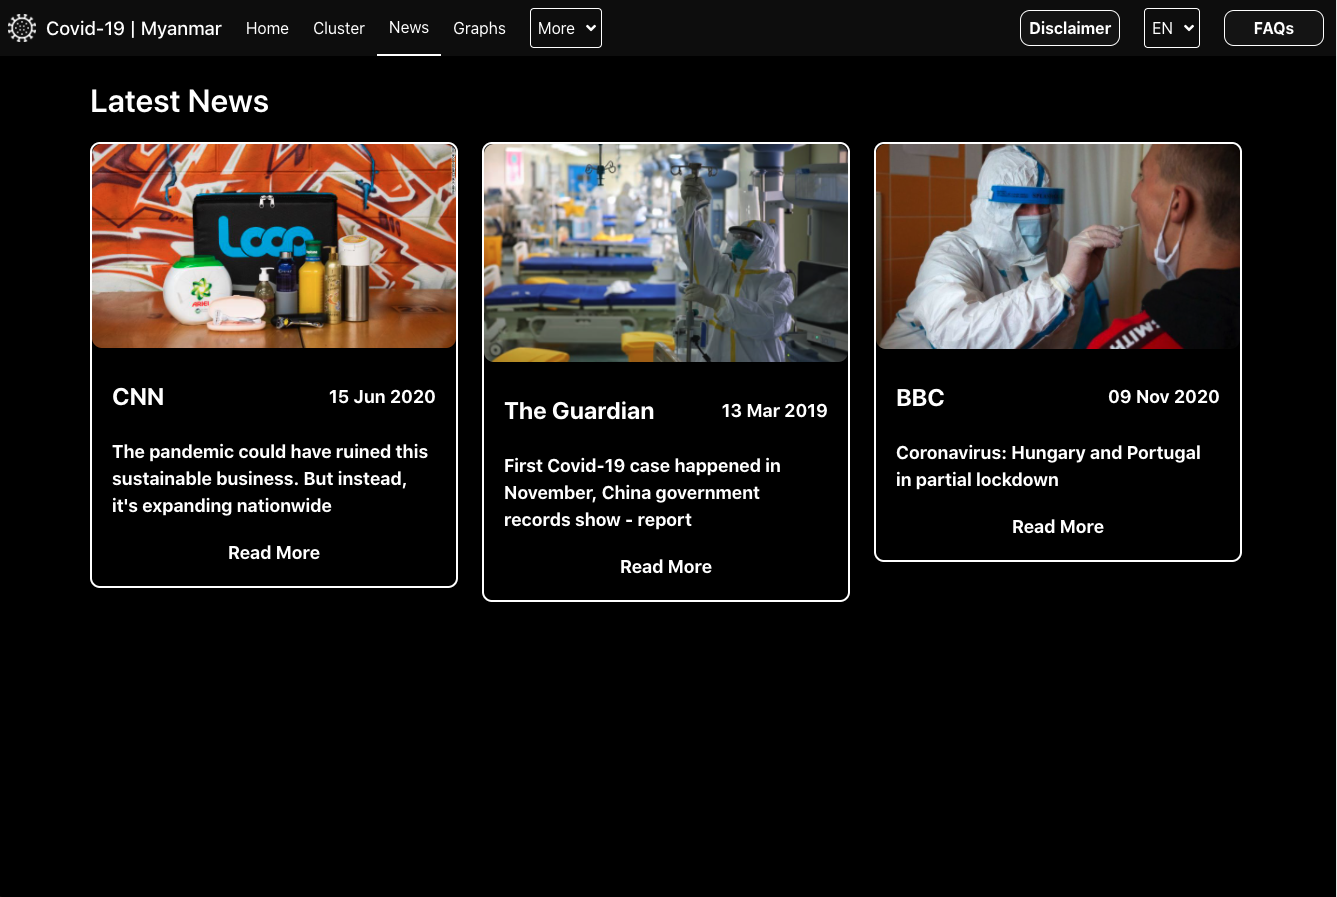 Covid-19 | Myanmar
Home
Cluster
News
Graphs
More
Disclaimer
EN
FAQs
Latest News
Loop
ARIEL
CNN
15 Jun 2020
The pandemic could have ruined this
sustainable business. But instead,
it's expanding nationwide
Read More
The Guardian
13 Mar 2019
First Covid-19 case happened in
November, China government
records show - report
Read More
SMITH
BBC
09 Nov 2020
Coronavirus: Hungary and Portugal
in partial lockdown
Read More